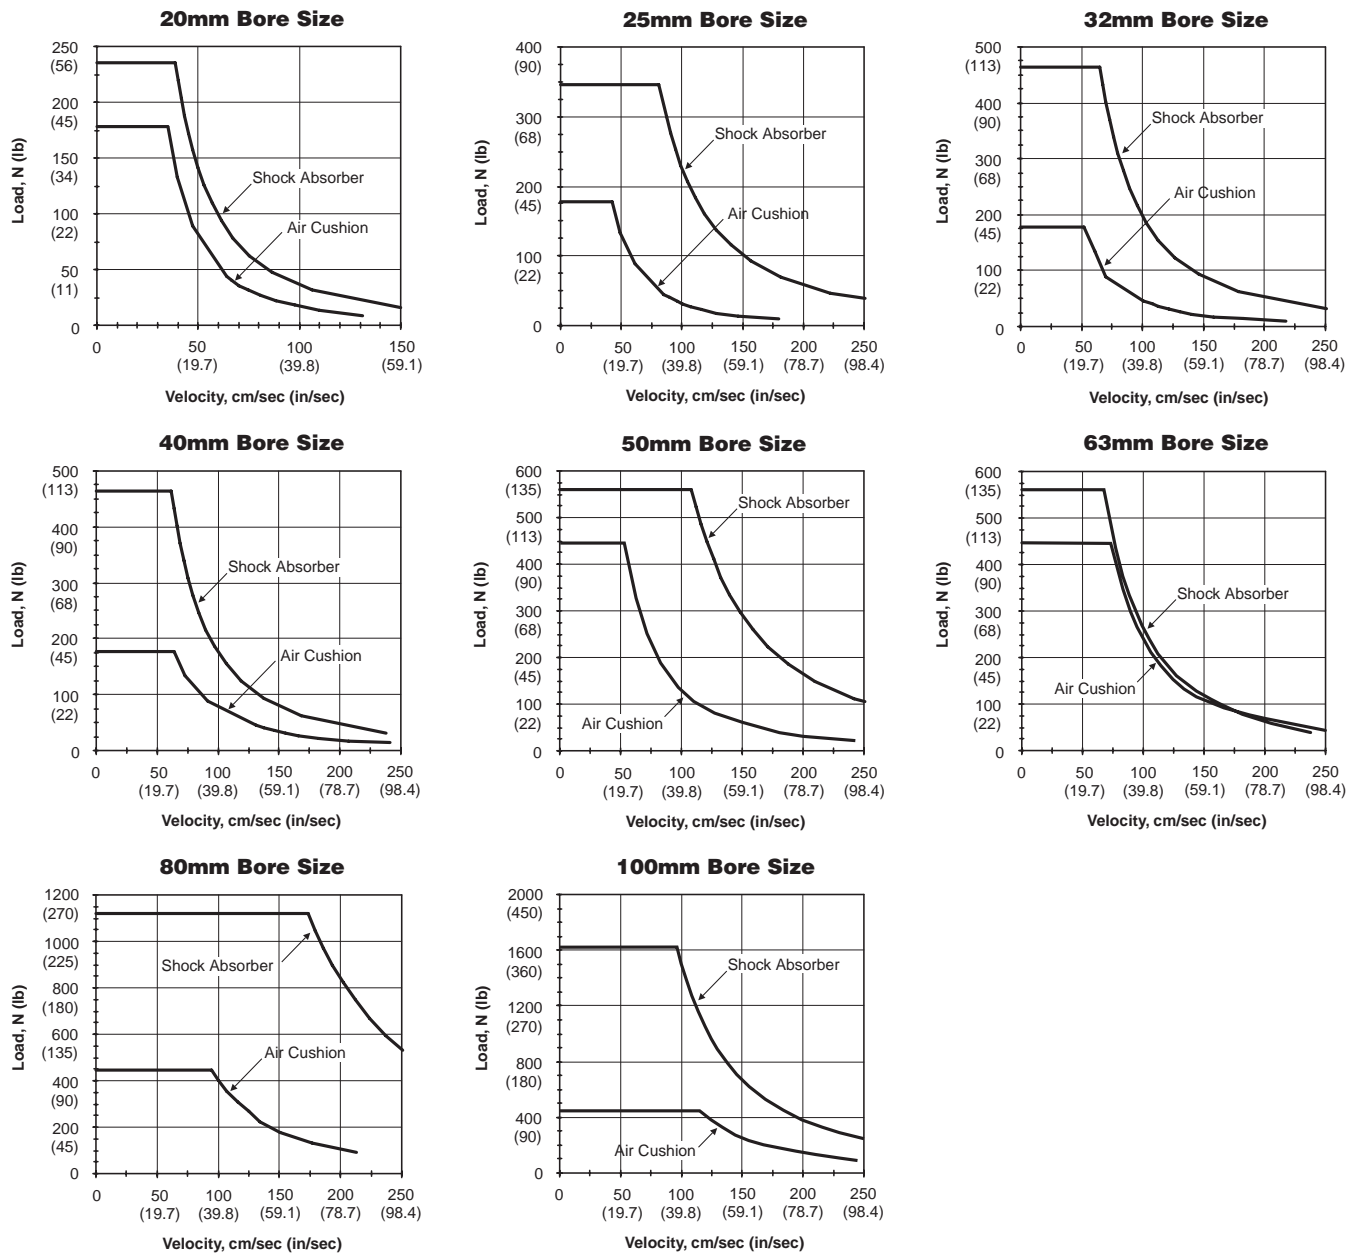 20mm Bore Size
250
(56)
200
(45)
150
(34)
100
(22)
50
(11)
0
Load, N (lb)
Shock Absorber
Air Cushion
0 50 100 150
(19.7) (39.8) (59.1)
Velocity, cm/sec (in/sec)
25mm Bore Size
400
(90)
300
(68)
200
(45)
100
(22)
0
Load, N (lb)
Shock Absorber
Air Cushion
0 50 100 150 200 250
(19.7) (39.8) (59.1) (78.7) (98.4)
Velocity, cm/sec (in/sec)
32mm Bore Size
500
(113)
400
(90)
300
(68)
200
(45)
100
(22)
0
Load, N (lb)
Shock Absorber
Air Cushion
0 50 100 150 200 250
(19.7) (39.8) (59.1) (78.7) (98.4)
Velocity, cm/sec (in/sec)
40mm Bore Size
500
(113)
400
(90)
300
(68)
200
(45)
100
(22)
0
Load, N (lb)
Shock Absorber
Air Cushion
0 50 100 150 200 250
(19.7) (39.8) (59.1) (78.7) (98.4)
Velocity, cm/sec (in/sec)
50mm Bore Size
600
(135)
500
(113)
400
(90)
300
(68)
200
(45)
100
(22)
0
Load, N (lb)
Shock Absorber
Air Cushion
0 50 100 150 200 250
(19.7) (39.8) (59.1) (78.7) (98.4)
Velocity, cm/sec (in/sec)
63mm Bore Size
600
(135)
500
(113)
400
(90)
300
(68)
200
(45)
100
(22)
0
Load, N (lb)
Shock Absorber
Air Cushion
0 50 100 150 200 250
(19.7) (39.8) (59.1) (78.7) (98.4)
Velocity, cm/sec (in/sec)
80mm Bore Size
1200
(270)
1000
(225)
800
(180)
600
(135)
400
(90)
200
(45)
0
Load, N (lb)
Shock Absorber
Air Cushion
0 50 100 150 200 250
(19.7) (39.8) (59.1) (78.7) (98.4)
Velocity, cm/sec (in/sec)
100mm Bore Size
2000
(450)
1600
(360)
1200
(270)
800
(180)
400
(90)
0
Load, N (lb)
Shock Absorber
Air Cushion
0 50 100 150 200 250
(19.7) (39.8) (59.1) (78.7) (98.4)
Velocity, cm/sec (in/sec)